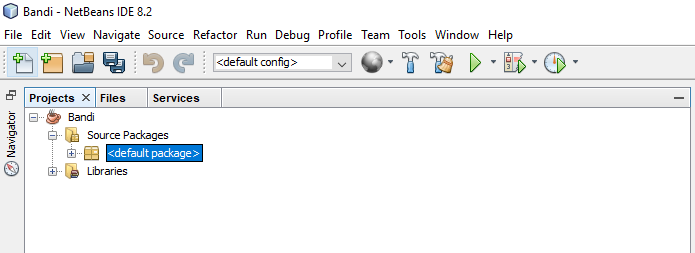 Bandi - NetBeans IDE 8.2
File Edit View Navigate Source Refactor Run Debug Profile Team Tools Window Help
<default config>
Projects Files Services
Navigator
Bandi
Source Packages
<default package>
Libraries